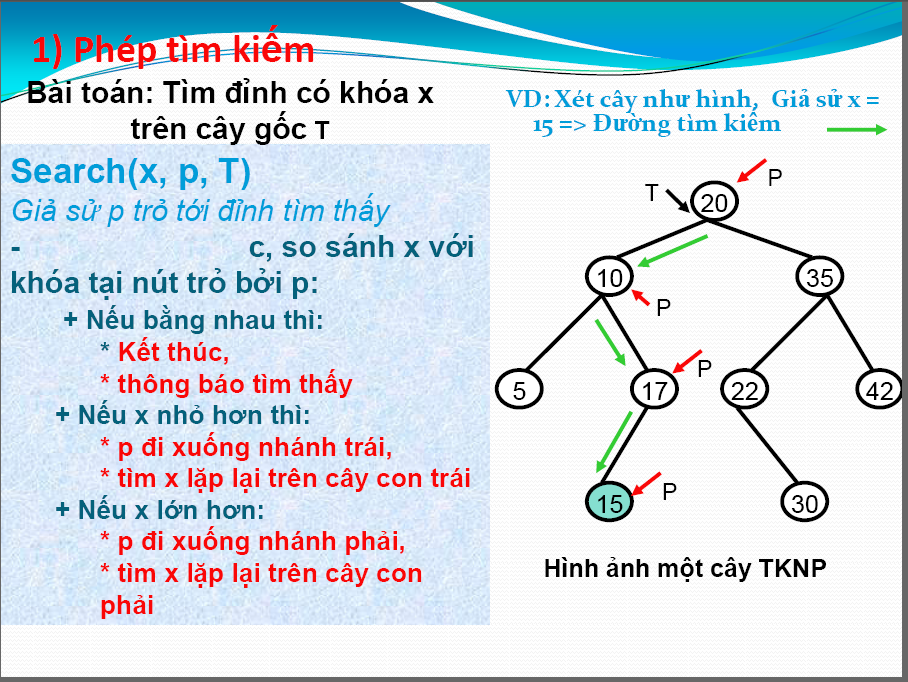 1) Phép tìm kiếm
Bài toán: Tìm đỉnh có khóa x
trên cây gốc T
Search(x, p, T)
Giả sử p trỏ tới đỉnh tìm thấy
- c, so sánh x với
khóa tại nút trỏ bởi p:
+ Nếu bằng nhau thì:
* Kết thúc,
* thông báo tìm thấy
+ Nếu x nhỏ hơn thì:
* p đi xuống nhánh trái,
* tìm x lặp lại trên cây con trái
+ Nếu x lớn hơn:
* p đi xuống nhánh phải,
* tìm x lặp lại trên cây con
phải
VD: Xét cây như hình, Giả sử x =
15 => Đường tìm kiếm
P
T
20
10
35
P
P
5
17
22
42
P
15
30
Hình ảnh một cây TKNP